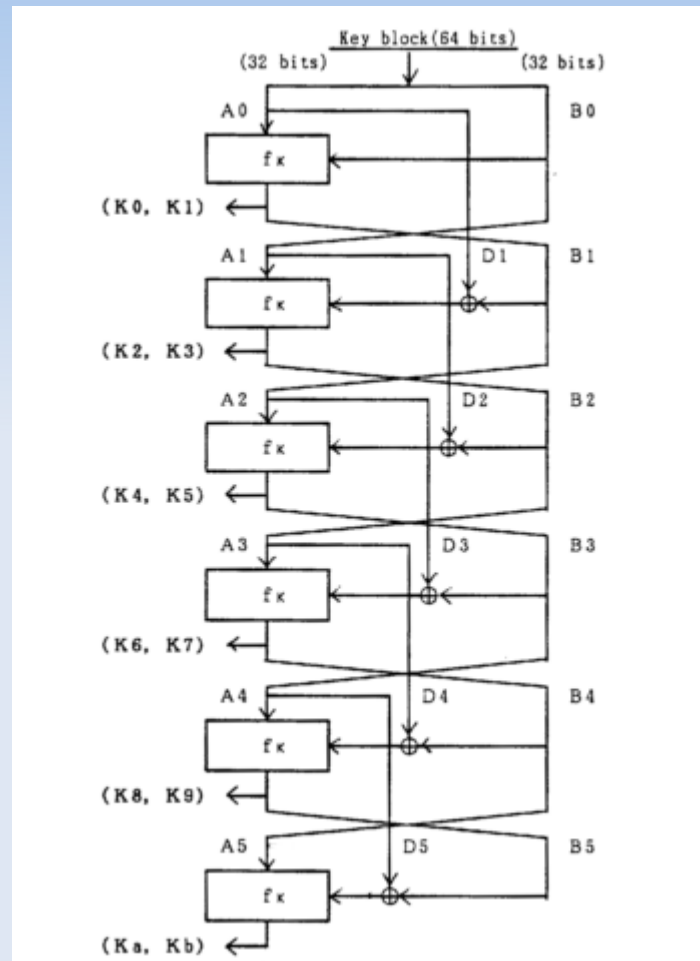 Key block(64 bits)
(32 bits) (32 bits)
A0 B0
fK
(K0, K1)
A1 D1 B1
fK
(K2, K3)
A2 D2 B2
fK
(K4, K5)
A3 D3 B3
fK
(K6, K7)
A4 D4 B4
fK
(K8, K9)
A5 D5 B5
fK
(Ka, Kb)